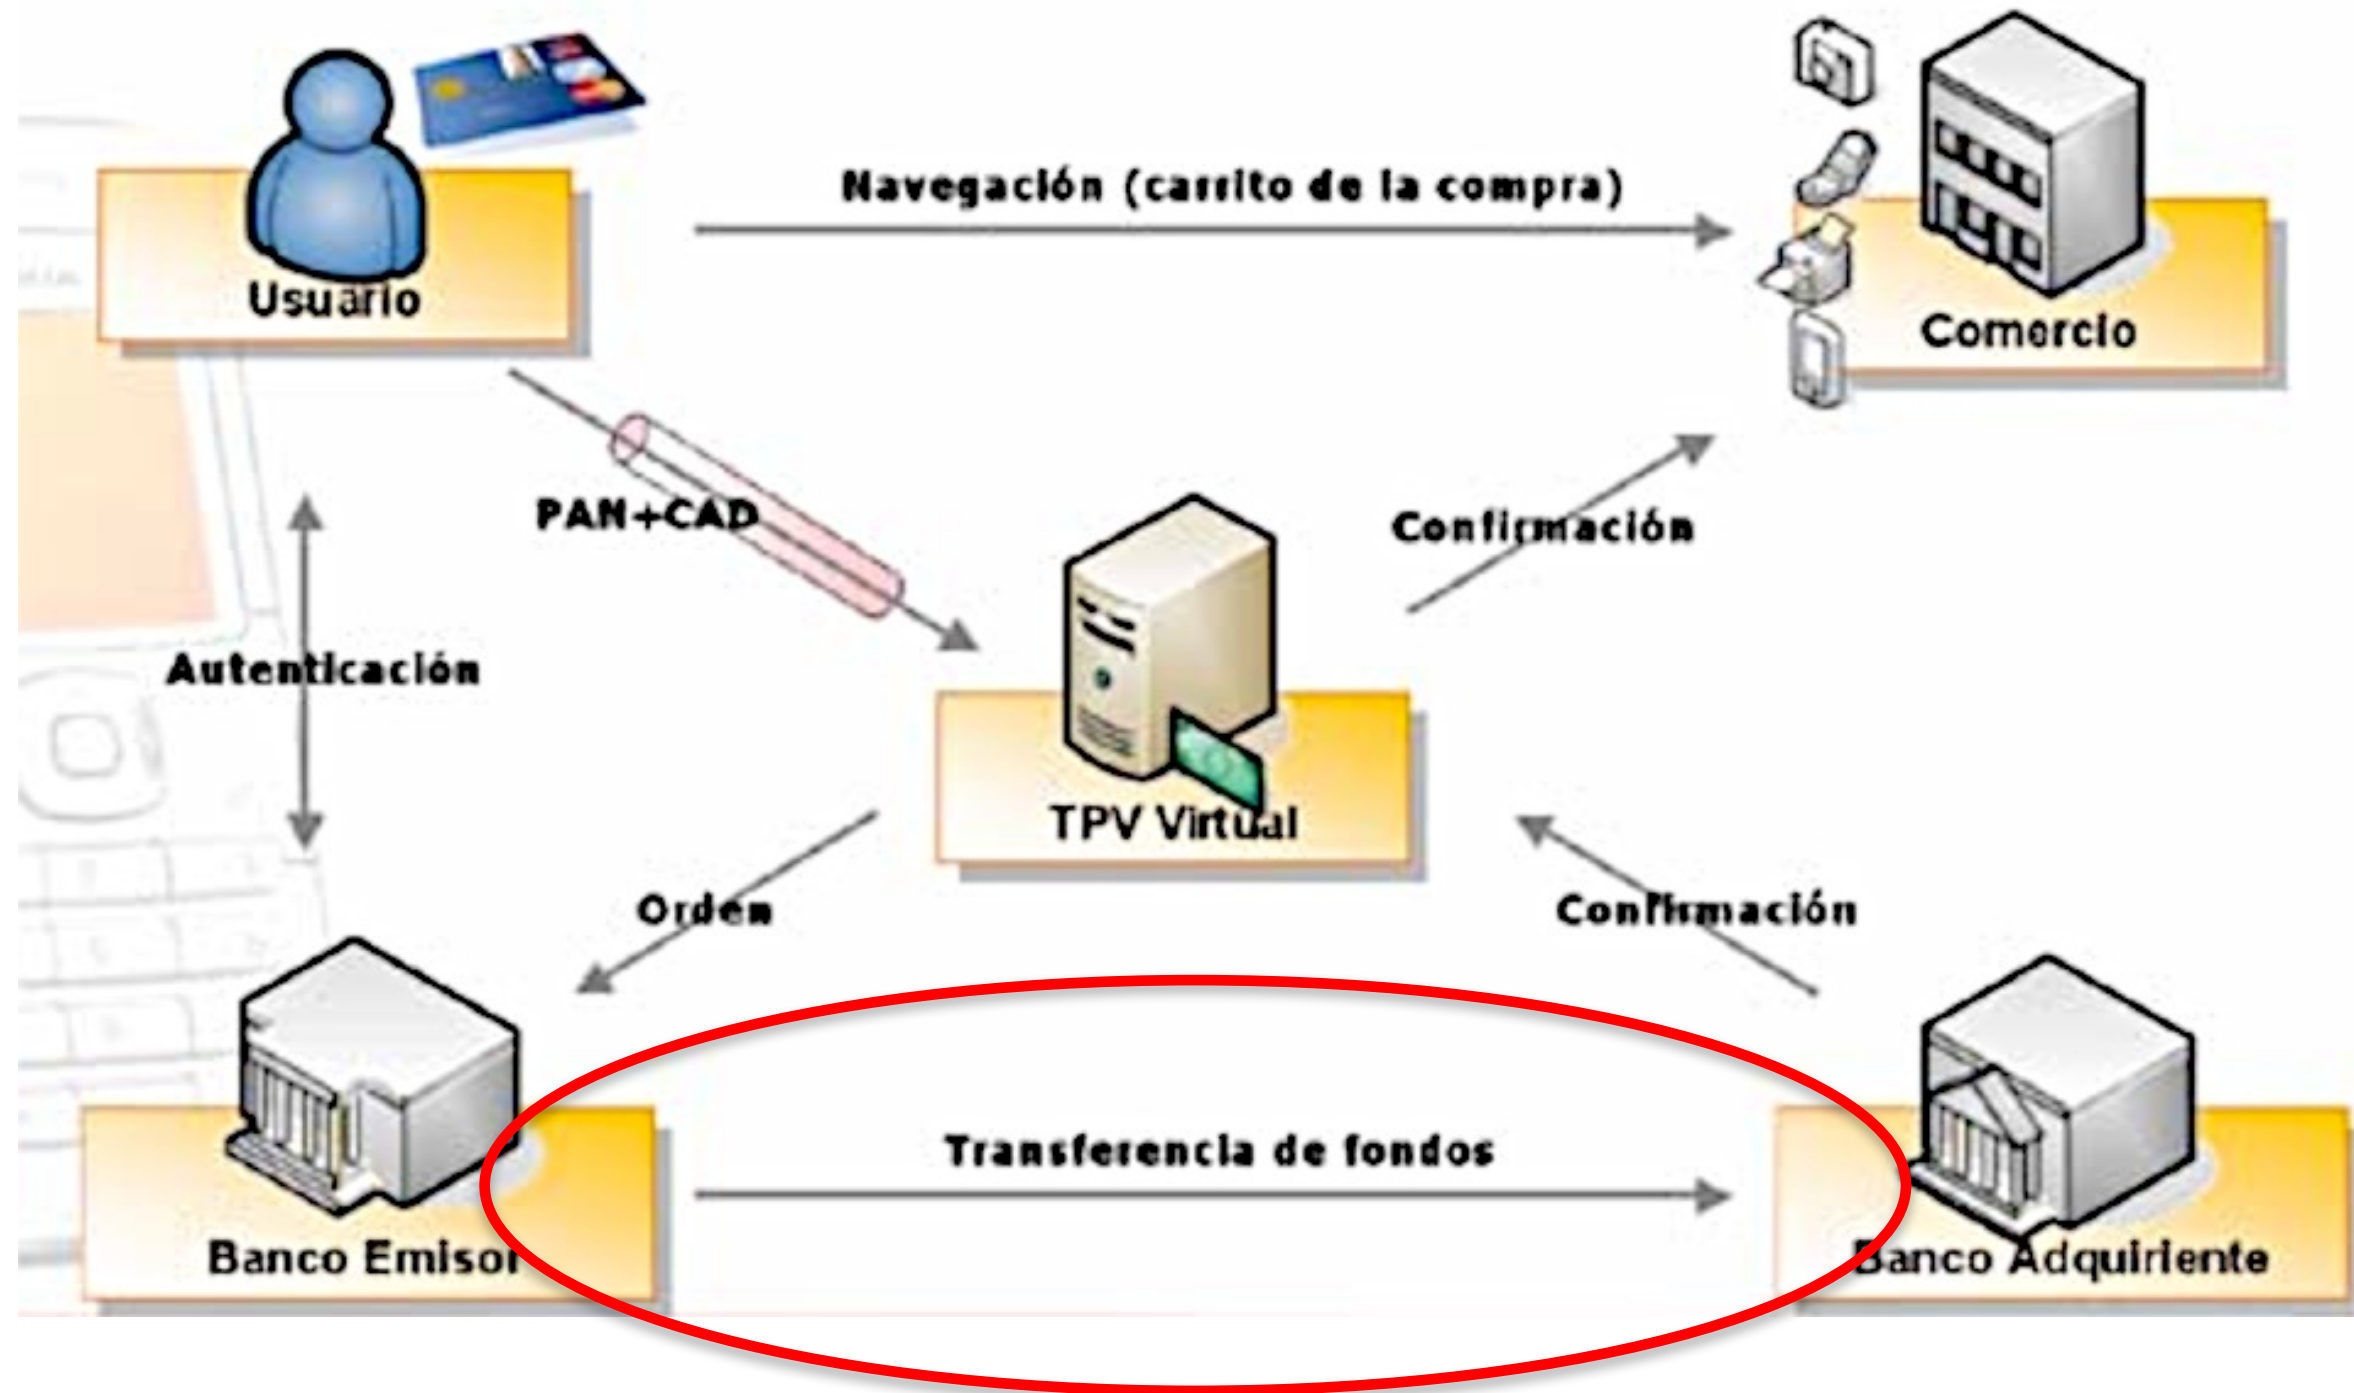 Navegación (carrito de la compra)
Usuario
Comercio
PAN+CAD
Confirmación
Autenticación
TPV Virtual
Orden
Confirmación
Transferencia de fondos
Banco Emisor
Banco Adquiriente